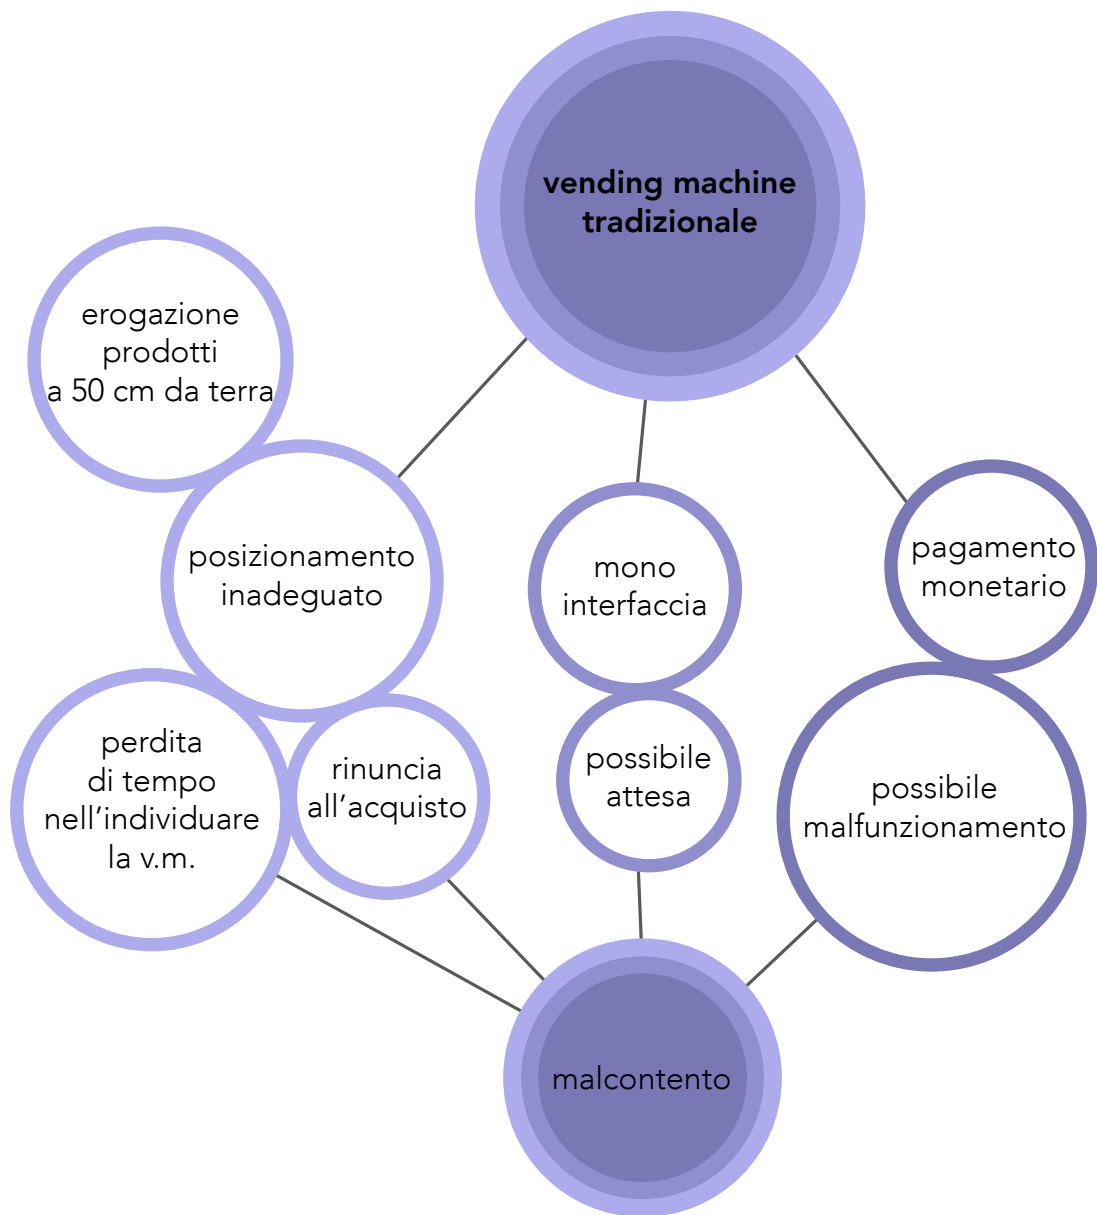 vending machine
tradizionale
erogazione
prodotti
a 50 cm da terra
posizionamento
inadeguato
mono
interfaccia
pagamento
monetario
perdita
di tempo
nell’individuare
la v.m.
rinuncia
all’acquisto
possibile
attesa
possibile
malfunzionamento
malcontento